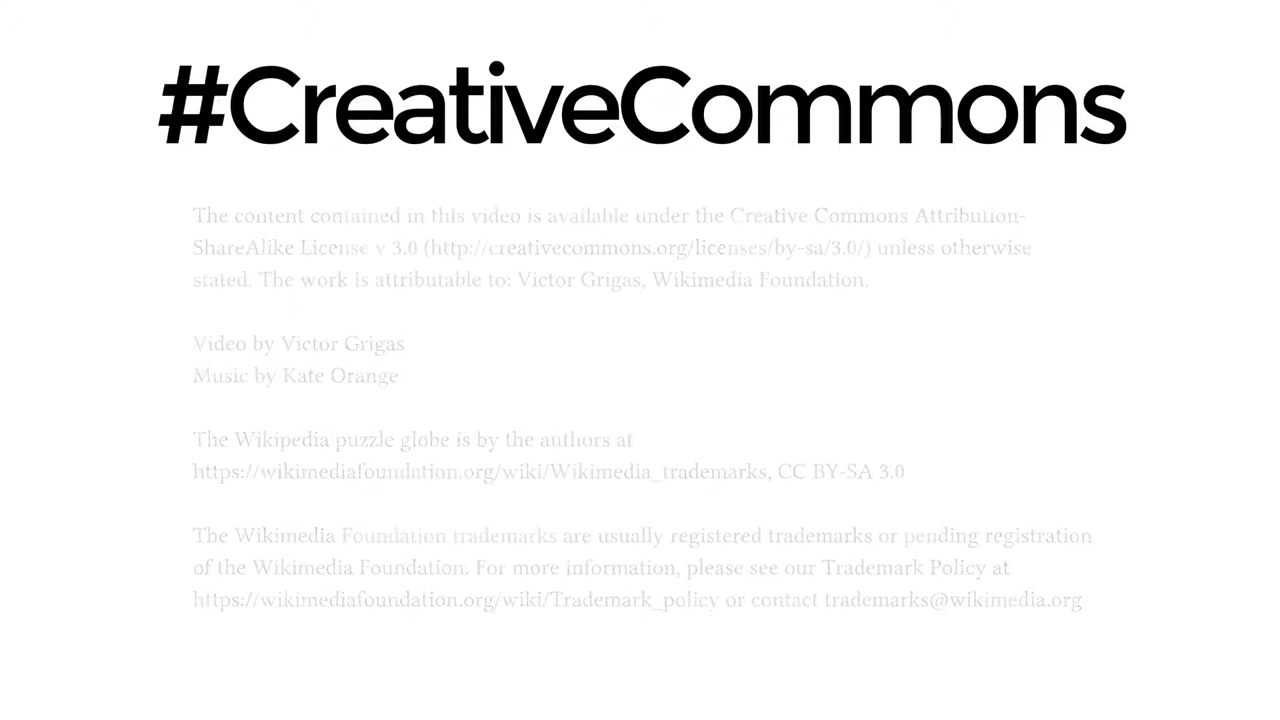 #CreativeCommons
The content contained in this video is available under the Creative Commons Attribution-
ShareAlike License v 3.0 (http://creativecommons.org/licenses/by-sa/3.0/) unless otherwise
stated. The work is attributable to: Victor Grigas, Wikimedia Foundation.
Video by Victor Grigas
Music by Kate Orange
The Wikipedia puzzle globe is by the authors at
https://wikimediafoundation.org/wiki/Wikimedia_trademarks, CC BY-SA 3.0
The Wikimedia Foundation trademarks are usually registered trademarks or pending registration
of the Wikimedia Foundation. For more information, please see our Trademark Policy at
https://wikimediafoundation.org/wiki/Trademark_policy or contact trademarks@wikimedia.org